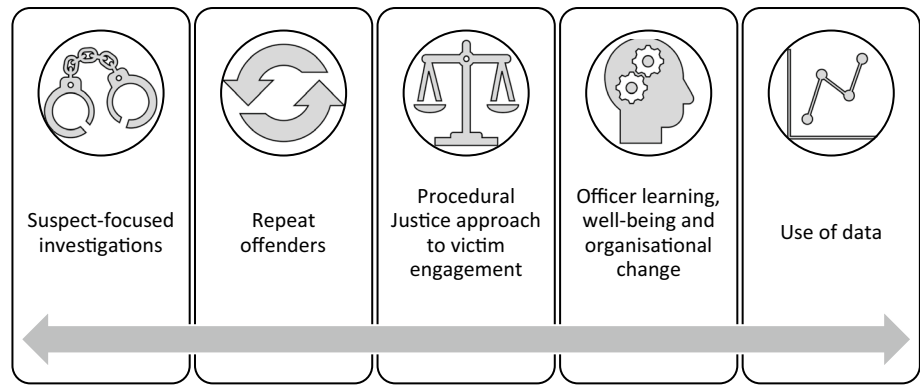 Suspect-focused
investigations
Repeat
offenders
Procedural
Justice approach
to victim
engagement
Officer learning,
well-being and
organisational
change
Use of data